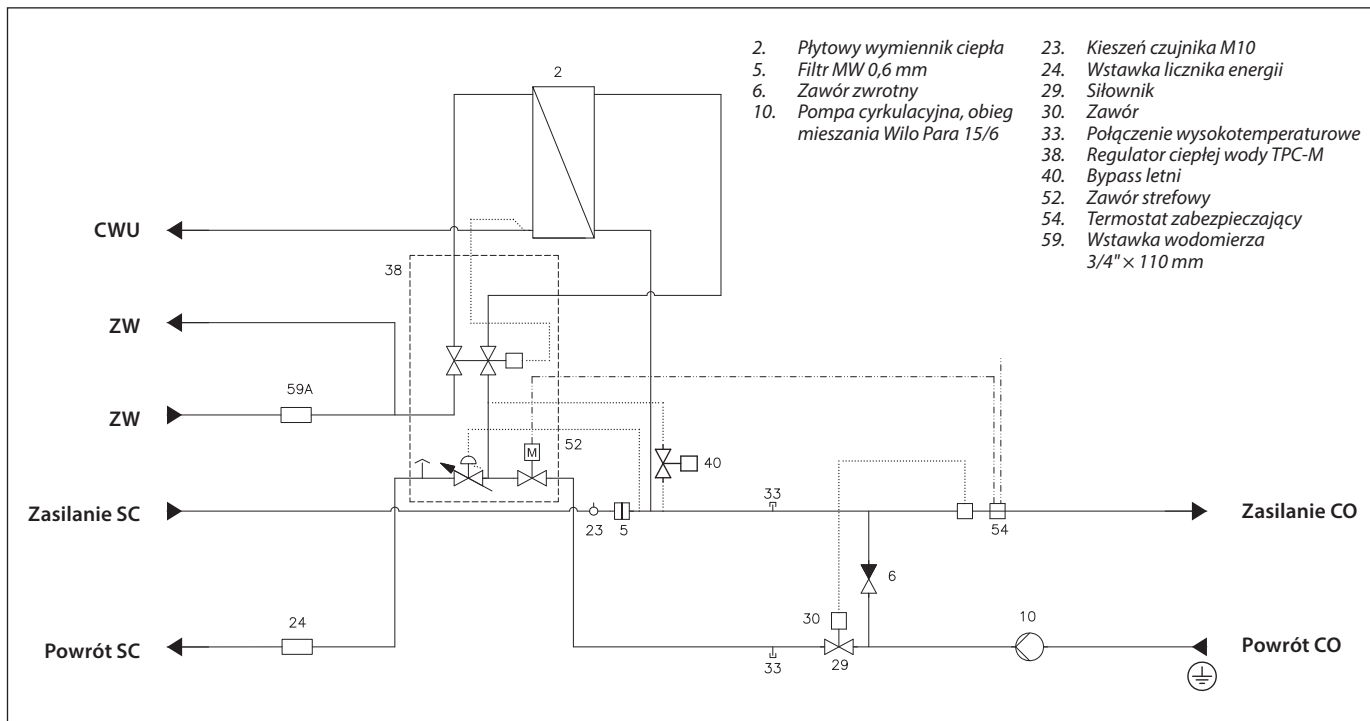 2. Płytowy wymiennik ciepła
5. Filtr MW 0,6 mm
6. Zawór zwrotny
10. Pompa cyrkulacyjna, obieg
mieszania Wilo Para 15/6
23. Kieszeń czujnika M10
24. Wstawka licznika energii
29. Siłownik
30. Zawór
33. Połączenie wysokotemperaturowe
38. Regulator ciepłej wody TPC-M
40. Bypass letni
52. Zawór strefowy
54. Termostat zabezpieczający
59. Wstawka wodomierza
3/4" × 110 mm
2
CWU
38
ZW
59A
ZW
52
M
40
33
Zasilanie SC
23
5
54
Zasilanie CO
6
24
30
10
Powrót SC
33
29
Powrót CO